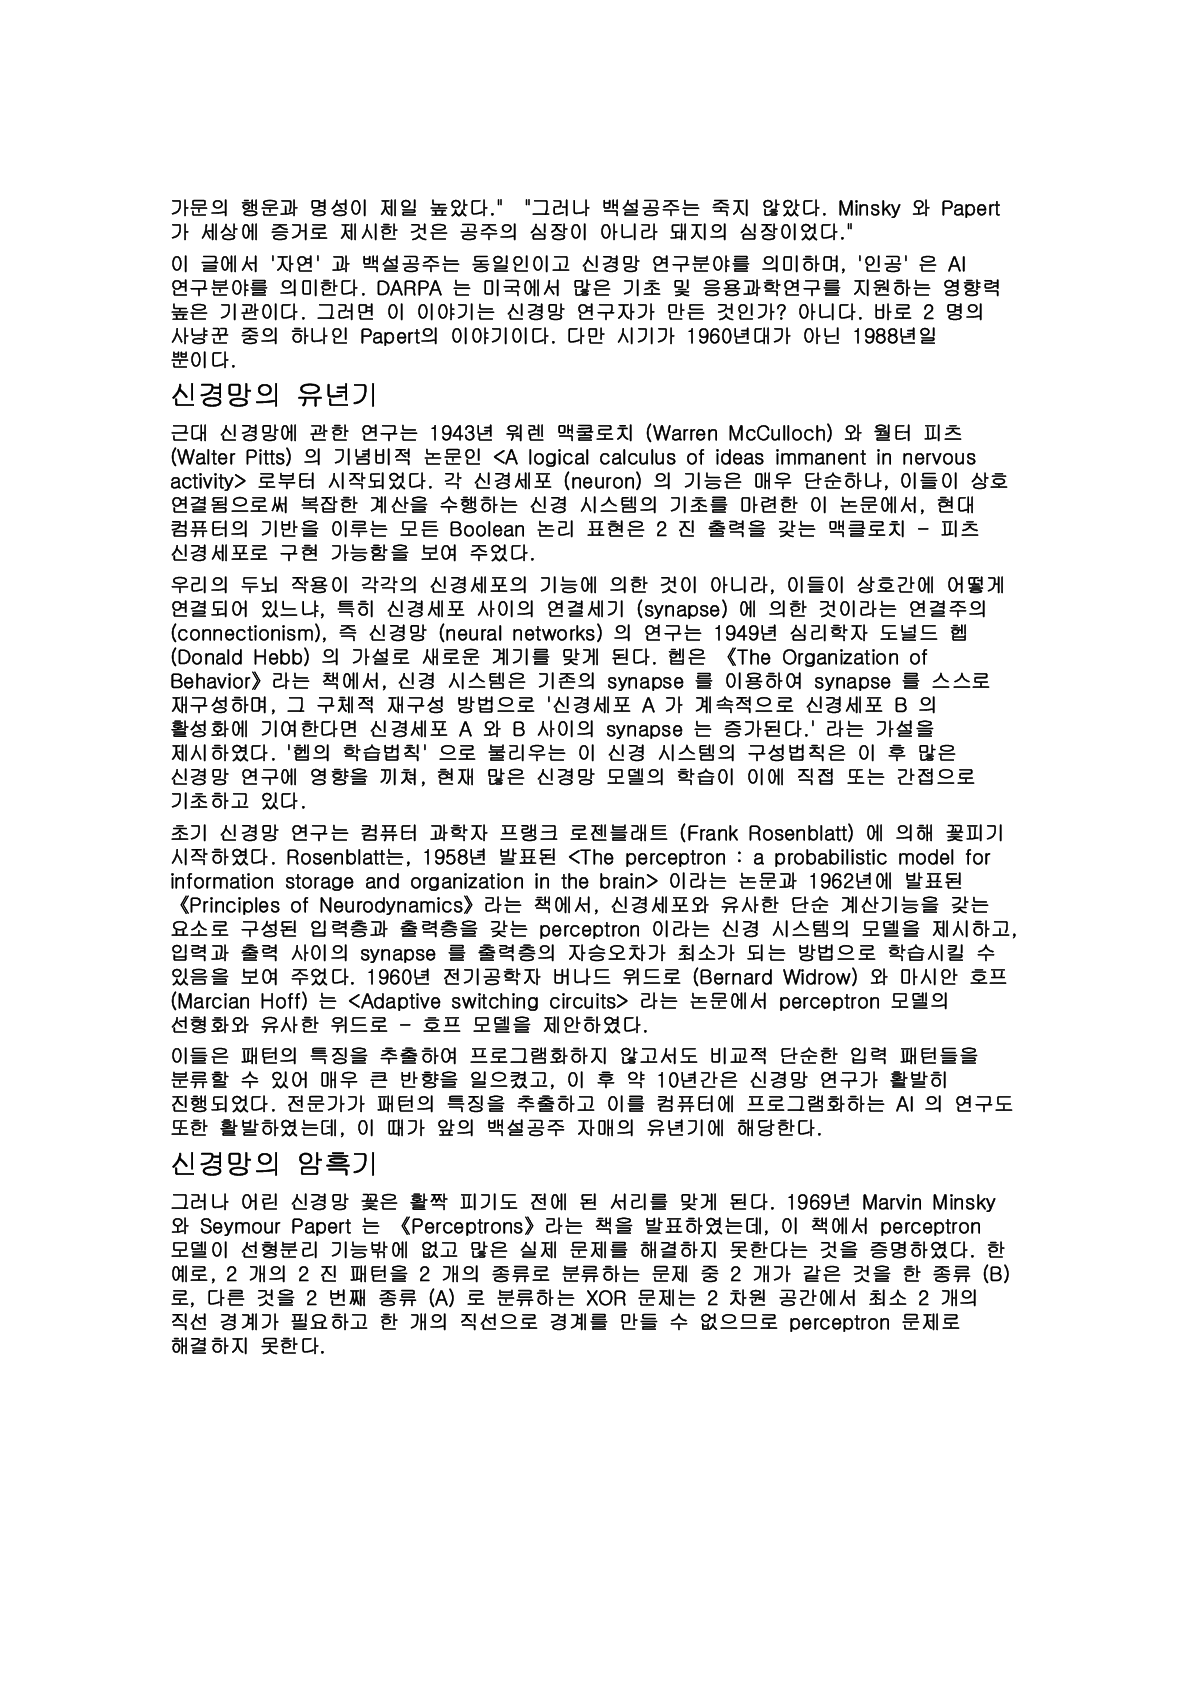 가문의 행운과 명성이 제일 높았다." "그러나 백설공주는 죽지 않았다. Minsky 와 Papert
가 세상에 증거로 제시한 것은 공주의 심장이 아니라 돼지의 심장이었다."
이 글에서 '자연' 과 백설공주는 동일인이고 신경망 연구분야를 의미하며, '인공' 은 AI
연구분야를 의미한다. DARPA 는 미국에서 많은 기초 및 응용과학연구를 지원하는 영향력
높은 기관이다. 그러면 이 이야기는 신경망 연구자가 만든 것인가? 아니다. 바로 2 명의
사냥꾼 중의 하나인 Papert의 이야기이다. 다만 시기가 1960년대가 아닌 1988년일
뿐이다.
신경망의 유년기
근대 신경망에 관한 연구는 1943년 워렌 맥쿨로치 (Warren McCulloch) 와 월터 피츠
(Walter Pitts) 의 기념비적 논문인 <A logical calculus of ideas immanent in nervous
activity> 로부터 시작되었다. 각 신경세포 (neuron) 의 기능은 매우 단순하나, 이들이 상호
연결됨으로써 복잡한 계산을 수행하는 신경 시스템의 기초를 마련한 이 논문에서, 현대
컴퓨터의 기반을 이루는 모든 Boolean 논리 표현은 2 진 출력을 갖는 맥클로치 - 피츠
신경세포로 구현 가능함을 보여 주었다.
우리의 두뇌 작용이 각각의 신경세포의 기능에 의한 것이 아니라, 이들이 상호간에 어떻게
연결되어 있느냐, 특히 신경세포 사이의 연결세기 (synapse) 에 의한 것이라는 연결주의
(connectionism), 즉 신경망 (neural networks) 의 연구는 1949년 심리학자 도널드 헵
(Donald Hebb) 의 가설로 새로운 계기를 맞게 된다. 헵은 《The Organization of
Behavior》라는 책에서, 신경 시스템은 기존의 synapse 를 이용하여 synapse 를 스스로
재구성하며, 그 구체적 재구성 방법으로 '신경세포 A 가 계속적으로 신경세포 B 의
활성화에 기여한다면 신경세포 A 와 B 사이의 synapse 는 증가된다.' 라는 가설을
제시하였다. '헵의 학습법칙' 으로 불리우는 이 신경 시스템의 구성법칙은 이 후 많은
신경망 연구에 영향을 끼쳐, 현재 많은 신경망 모델의 학습이 이에 직접 또는 간접으로
기초하고 있다.
초기 신경망 연구는 컴퓨터 과학자 프랭크 로젠블래트 (Frank Rosenblatt) 에 의해 꽃피기
시작하였다. Rosenblatt는, 1958년 발표된 <The perceptron : a probabilistic model for
information storage and organization in the brain> 이라는 논문과 1962년에 발표된
《Principles of Neurodynamics》라는 책에서, 신경세포와 유사한 단순 계산기능을 갖는
요소로 구성된 입력층과 출력층을 갖는 perceptron 이라는 신경 시스템의 모델을 제시하고,
입력과 출력 사이의 synapse 를 출력층의 자승오차가 최소가 되는 방법으로 학습시킬 수
있음을 보여 주었다. 1960년 전기공학자 버나드 위드로 (Bernard Widrow) 와 마시안 호프
(Marcian Hoff) 는 <Adaptive switching circuits> 라는 논문에서 perceptron 모델의
선형화와 유사한 위드로 - 호프 모델을 제안하였다.
이들은 패턴의 특징을 추출하여 프로그램화하지 않고서도 비교적 단순한 입력 패턴들을
분류할 수 있어 매우 큰 반향을 일으켰고, 이 후 약 10년간은 신경망 연구가 활발히
진행되었다. 전문가가 패턴의 특징을 추출하고 이를 컴퓨터에 프로그램화하는 AI 의 연구도
또한 활발하였는데, 이 때가 앞의 백설공주 자매의 유년기에 해당한다.
신경망의 암흑기
그러나 어린 신경망 꽃은 활짝 피기도 전에 된 서리를 맞게 된다. 1969년 Marvin Minsky
와 Seymour Papert 는 《Perceptrons》라는 책을 발표하였는데, 이 책에서 perceptron
모델이 선형분리 기능밖에 없고 많은 실제 문제를 해결하지 못한다는 것을 증명하였다. 한
예로, 2 개의 2 진 패턴을 2 개의 종류로 분류하는 문제 중 2 개가 같은 것을 한 종류 (B)
로, 다른 것을 2 번째 종류 (A) 로 분류하는 XOR 문제는 2 차원 공간에서 최소 2 개의
직선 경계가 필요하고 한 개의 직선으로 경계를 만들 수 없으므로 perceptron 문제로
해결하지 못한다.